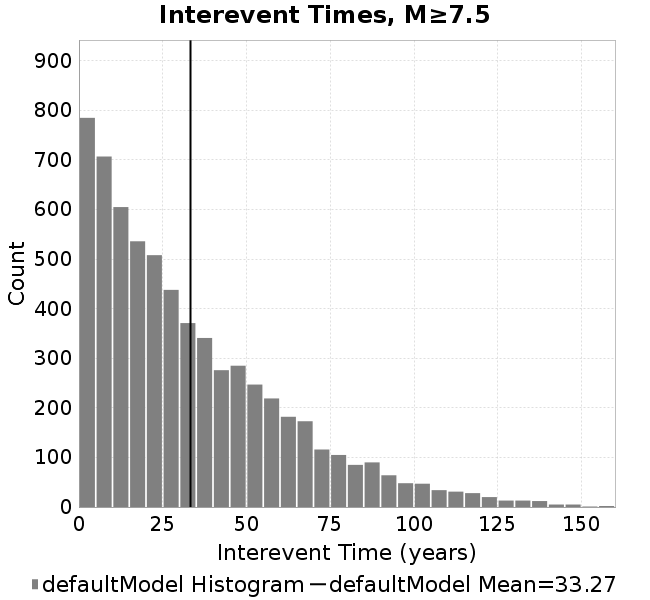 Interevent Times, M≥7.5
Count
900
800
700
600
500
400
300
200
100
0
0 25 50 75 100 125 150
Interevent Time (years)
defaultModel Histogram defaultModel Mean=33.27